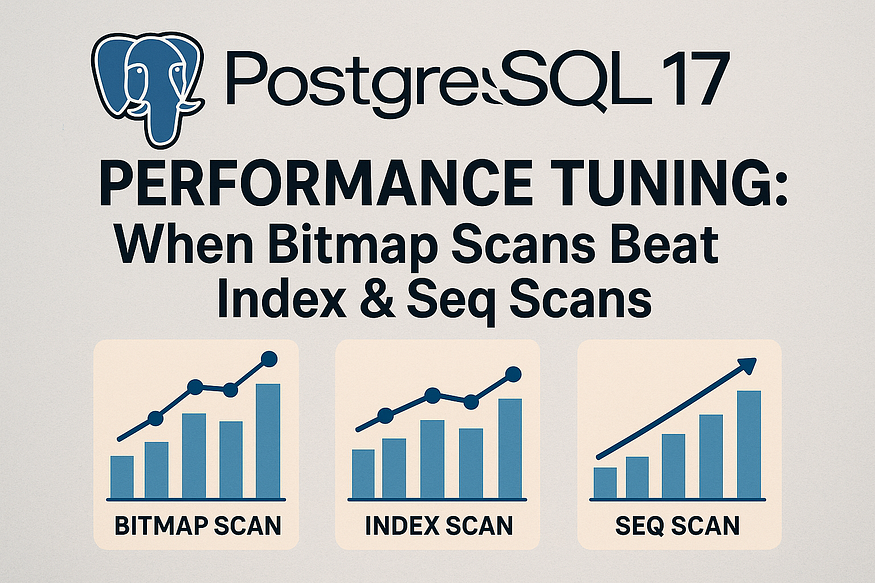 PostgreSQL 17
PERFORMANCE TUNING:
When Bitmap Scans Beat
Index & Seq Scans
BITMAP SCAN
INDEX SCAN
SEQ SCAN